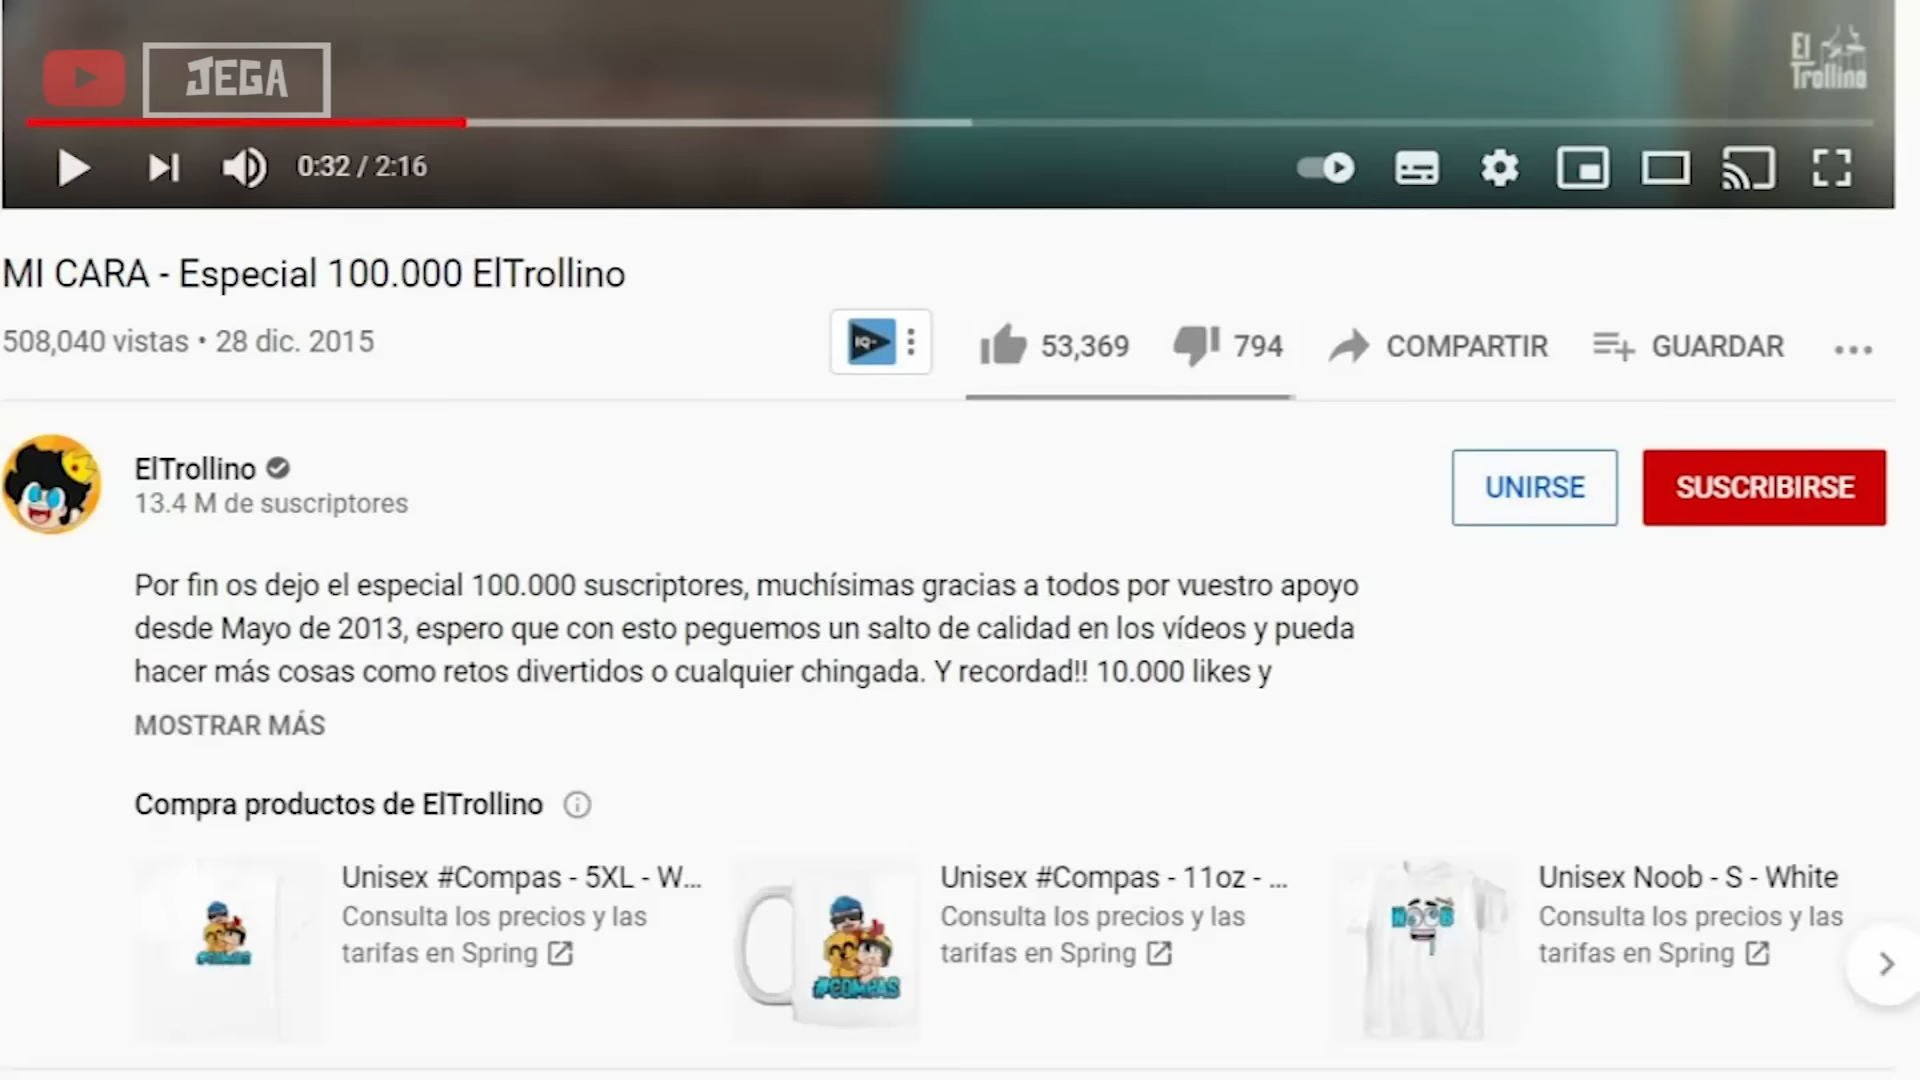 JEGA
El
Trollino
0:32 / 2:16
MI CARA - Especial 100.000 ElTrollino
508,040 vistas • 28 dic. 2015
IQ
53,369
794
COMPARTIR
GUARDAR
ElTrollino
13.4 M de suscriptores
UNIRSE
SUSCRIBIRSE
Por fin os dejo el especial 100.000 suscriptores, muchísimas gracias a todos por vuestro apoyo
desde Mayo de 2013, espero que con esto peguemos un salto de calidad en los vídeos y pueda
hacer más cosas como retos divertidos o cualquier chingada. Y recordad!! 10.000 likes y
MOSTRAR MÁS
Compra productos de ElTrollino
Unisex #Compas - 5XL - W...
Consulta los precios y las
tarifas en Spring
#COMPAS
Unisex #Compas - 11oz - ...
Consulta los precios y las
tarifas en Spring
#COMPAS
Unisex Noob - S - White
Consulta los precios y las
tarifas en Spring
NOOB